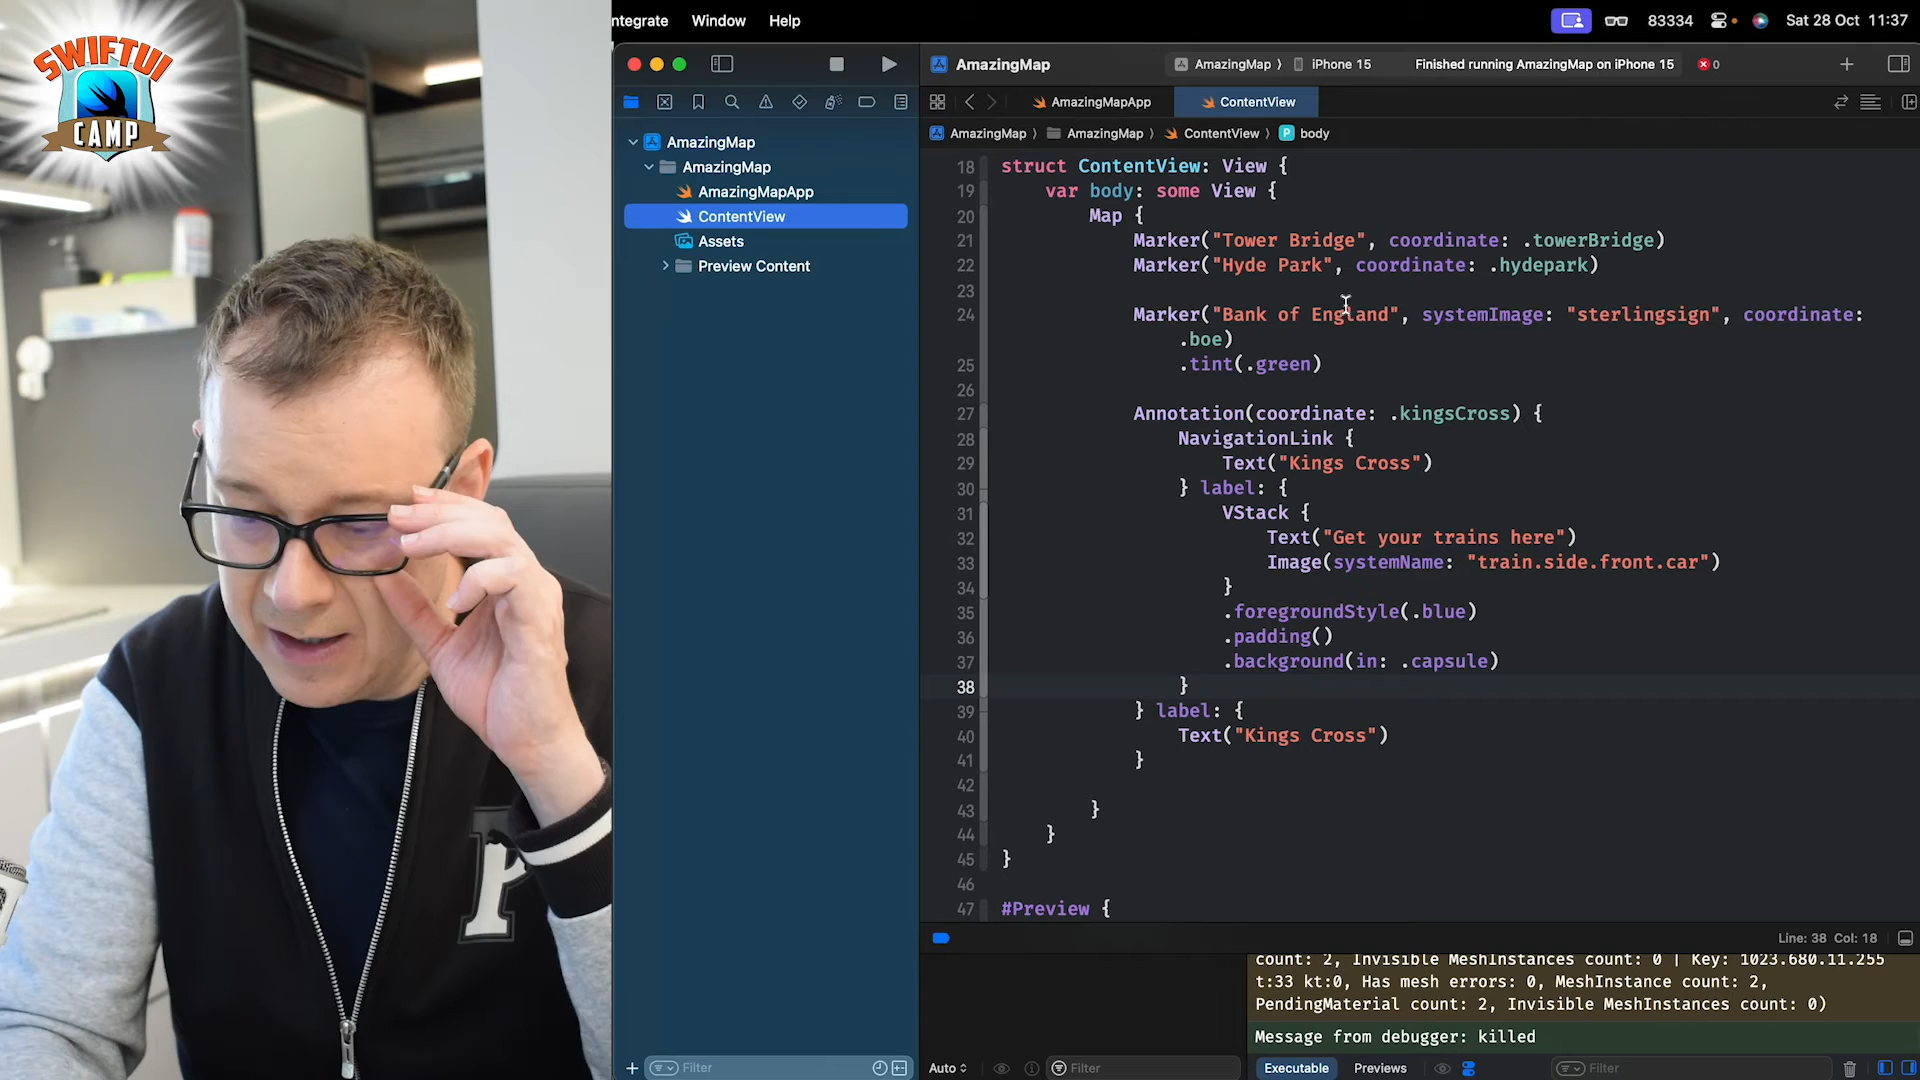 SWIFTUI
CAMP
ntegrate Window Help
83334 Sat 28 Oct 11:37
AmazingMap AmazingMap iPhone 15 Finished running AmazingMap on iPhone 15 0
AmazingMapApp ContentView
AmazingMap AmazingMap ContentView P body
AmazingMap
AmazingMap
AmazingMapApp
ContentView
Assets
Preview Content
18 struct ContentView: View {
19 var body: some View {
20 Map {
21 Marker("Tower Bridge", coordinate: .towerBridge)
22 Marker("Hyde Park", coordinate: .hydepark)
23
24 Marker("Bank of England", systemImage: "sterlingsign", coordinate:
.boe)
25 .tint(.green)
26
27 Annotation(coordinate: .kingsCross) {
28 NavigationLink {
29 Text("Kings Cross")
30 } label: {
31 VStack {
32 Text("Get your trains here")
33 Image(systemName: "train.side.front.car")
34 }
35 .foregroundStyle(.blue)
36 .padding()
37 .background(in: .capsule)
38 }
39 } label: {
40 Text("Kings Cross")
41 }
42
43 }
44 }
45 }
46
47 #Preview {
Line: 38 Col: 18
count: 2, Invisible MeshInstances count: 0 | Key: 1023.680.11.255
t:33 kt:0, Has mesh errors: 0, MeshInstance count: 2,
PendingMaterial count: 2, Invisible MeshInstances count: 0)
Message from debugger: killed
Filter Auto Filter Executable Previews Filter
P